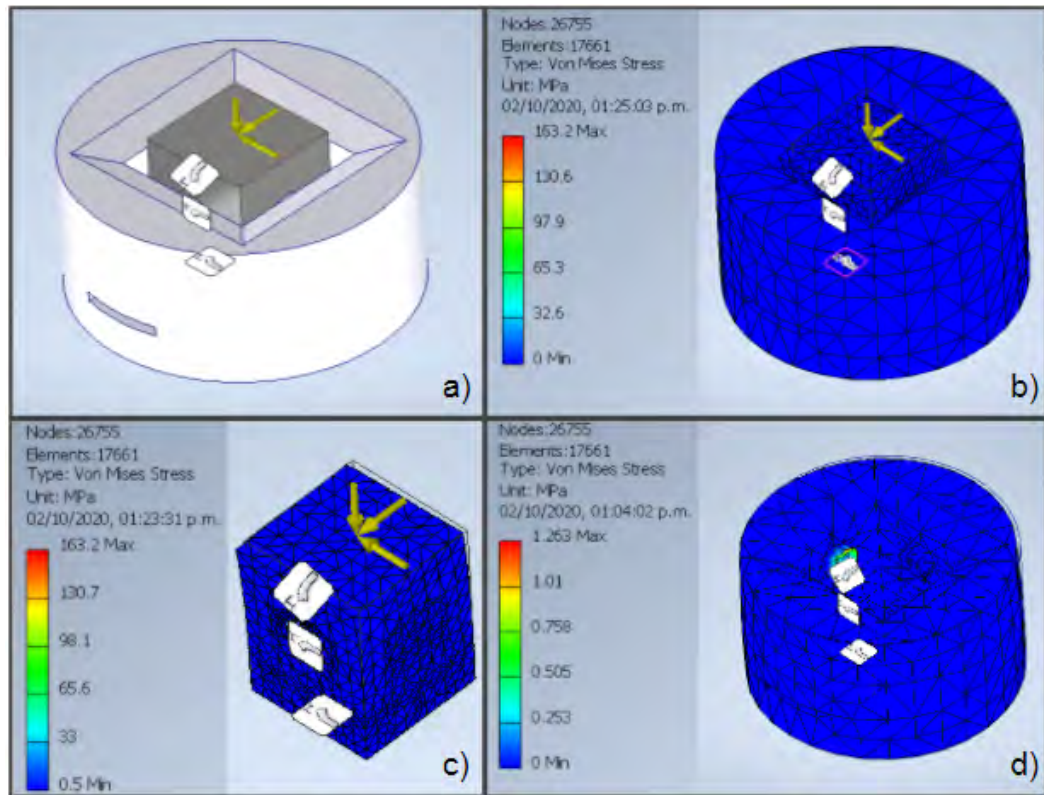 a)
Nodes:26755
Elements:17661
Type: Von Mises Stress
Unit: MPa
02/10/2020, 01:25:03 p.m.
163.2 Max
130.6
97.9
65.3
32.6
0 Min
b)
Nodes:26755
Elements:17661
Type: Von Mises Stress
Unit: MPa
02/10/2020, 01:23:31 p.m.
163.2 Max
130.7
98.1
65.6
33
0.5 Min
c)
Nodes:26755
Elements:17661
Type: Von Mises Stress
Unit: MPa
02/10/2020, 01:04:02 p.m.
1.263 Max
1.01
0.758
0.505
0.253
0 Min
d)